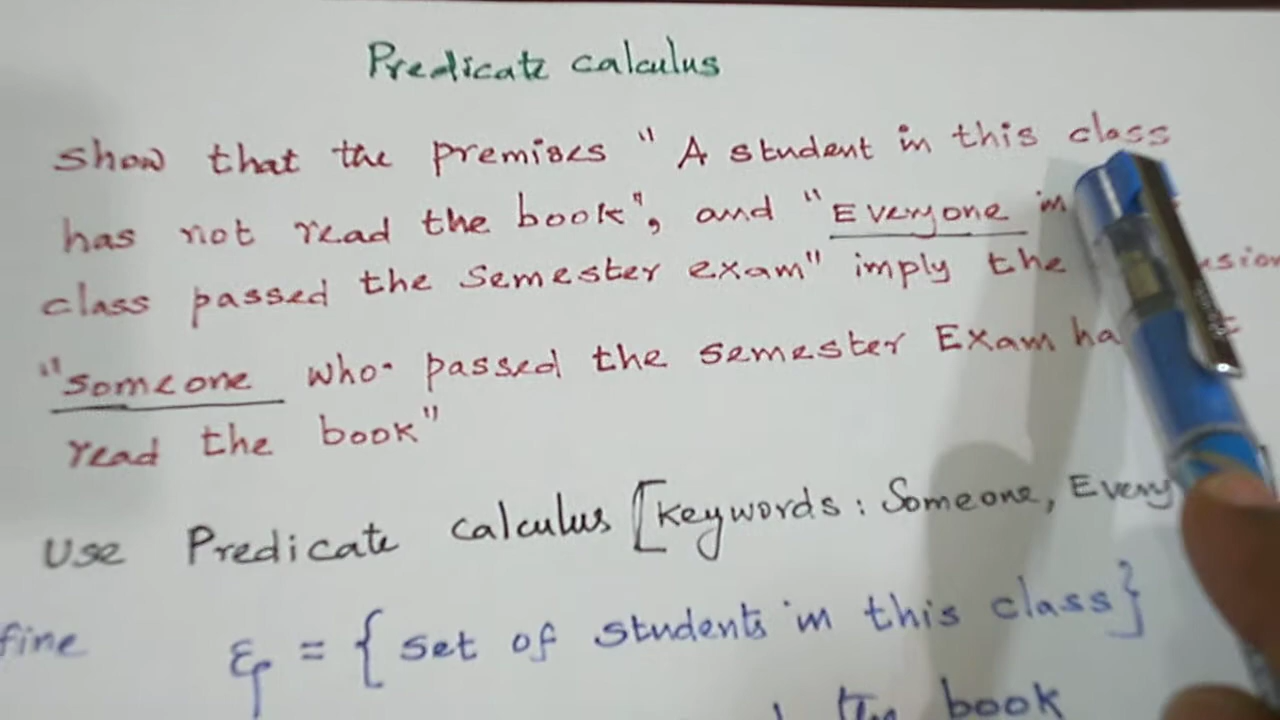 Predicate calculus
show that the premises "A student in this class
has not read the book", and "Everyone in
class passed the semester exam" imply the
"someone who passed the semester Exam ha
read the book"
Use Predicate calculus [keywords: Someone, Every
fine ξ = { set of students in this class }
the book